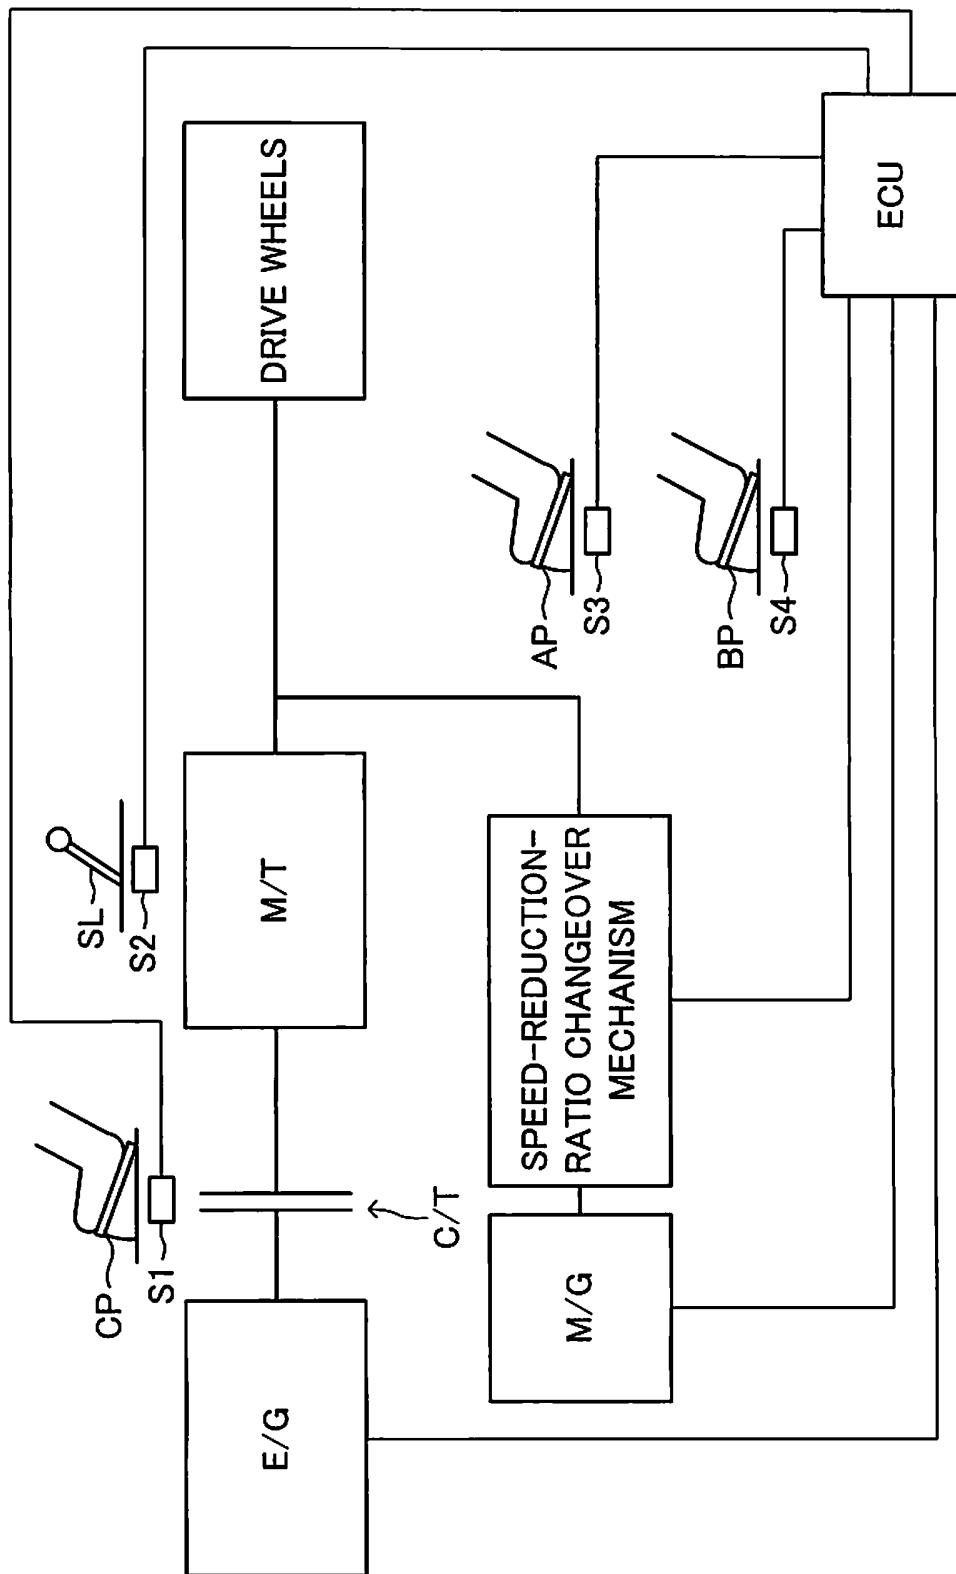 CP
S1
SL
S2
E/G
C/T
M/T
DRIVE WHEELS
M/G
SPEED-REDUCTION-
RATIO CHANGEOVER
MECHANISM
AP
S3
BP
S4
ECU